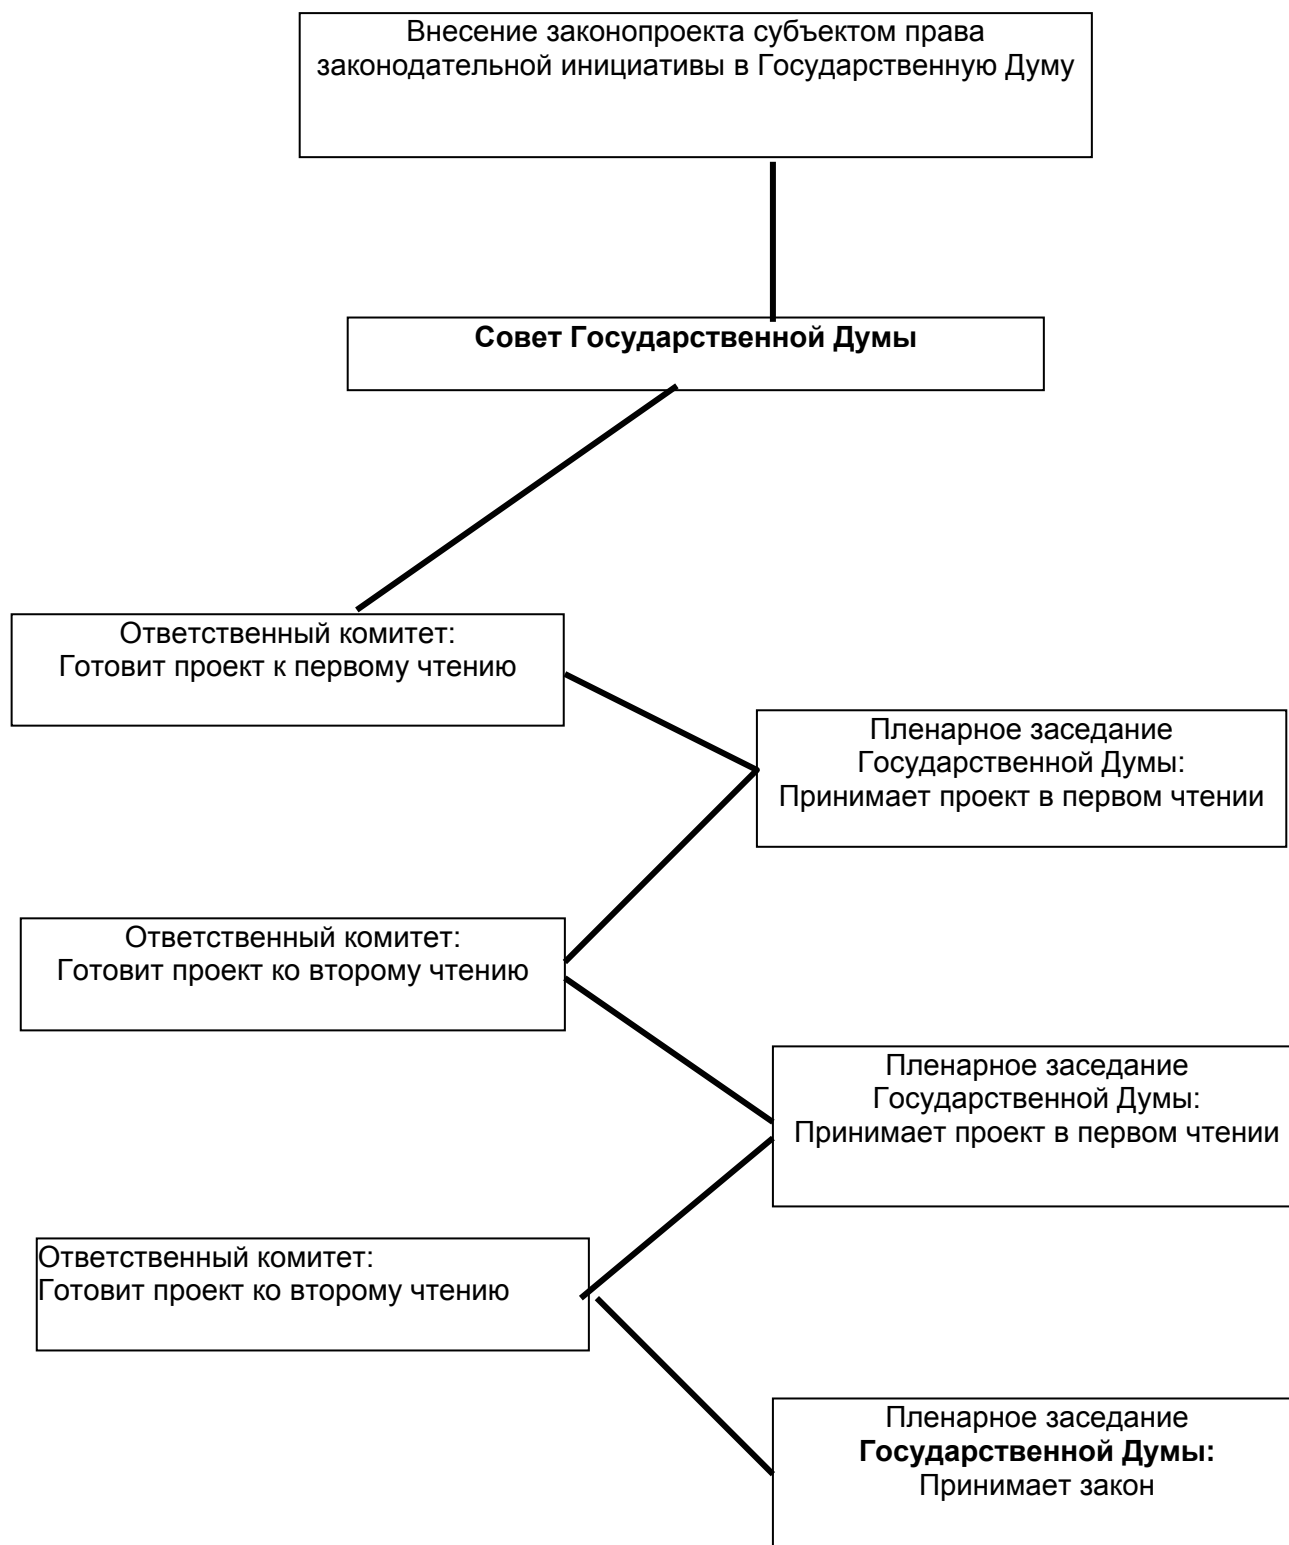 Внесение законопроекта субъектом права
законодательной инициативы в Государственную Думу
Совет Государственной Думы
Ответственный комитет:
Готовит проект к первому чтению
Пленарное заседание
Государственной Думы:
Принимает проект в первом чтении
Ответственный комитет:
Готовит проект ко второму чтению
Пленарное заседание
Государственной Думы:
Принимает проект в первом чтении
Ответственный комитет:
Готовит проект ко второму чтению
Пленарное заседание
Государственной Думы:
Принимает закон